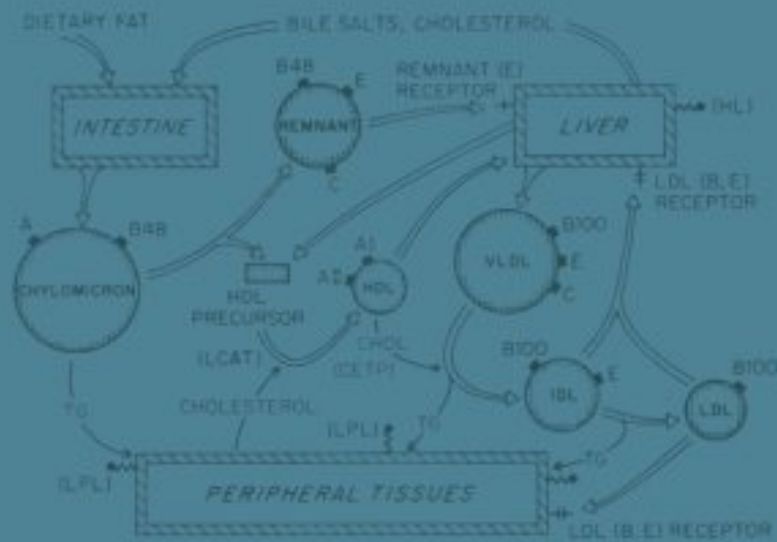 DIETARY FAT
BILE SALTS, CHOLESTEROL
B48
E
REMNANT (E)
RECEPTOR
INTESTINE
REMNANT
LIVER
(HL)
C
LDL (B,E)
RECEPTOR
A
B48
B100
AI
CHYLOMICRON
AII
HDL
VLDL
E
C
HDL
PRECURSOR
CHOL
(LCAT)
(CETP)
B100
E
B100
CHOLESTEROL
IDL
LDL
TG
(LPL)
TG
TG
(LPL)
PERIPHERAL TISSUES
LDL (B,E) RECEPTOR